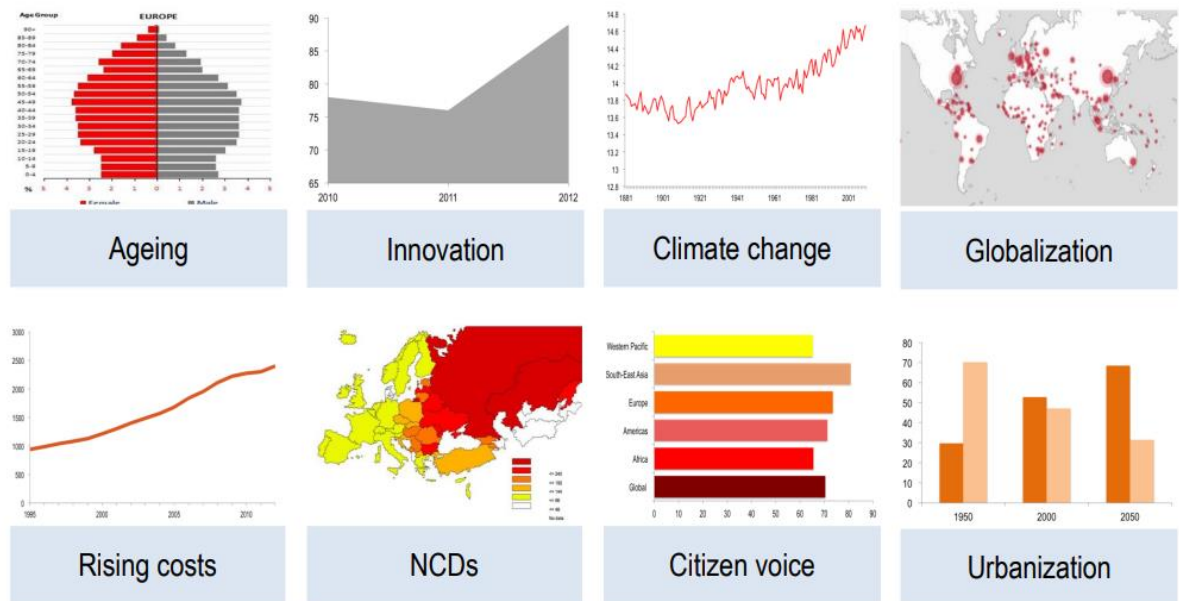 Age Group
EUROPE
90+
85-89
80-84
75-79
70-74
65-69
60-64
55-59
50-54
45-49
40-44
35-39
30-34
25-29
20-24
15-19
10-14
5-9
0-4
%
5 4 3 2 1 0 1 2 3 4 5
Female Male
Ageing
90
85
80
75
70
65
2010 2011 2012
Innovation
14.8
14.6
14.4
14.2
14
13.8
13.6
13.4
13.2
13
12.8
1881 1901 1921 1941 1961 1981 2001
Climate change
Globalization
3000
2500
2000
1500
1000
500
0
1995 2000 2005 2010
Rising costs
No data
NCDs
Western Pacific
South-East Asia
Europe
Americas
Africa
Global
0 10 20 30 40 50 60 70 80 90
Citizen voice
80
70
60
50
40
30
20
10
0
1950 2000 2050
Urbanization